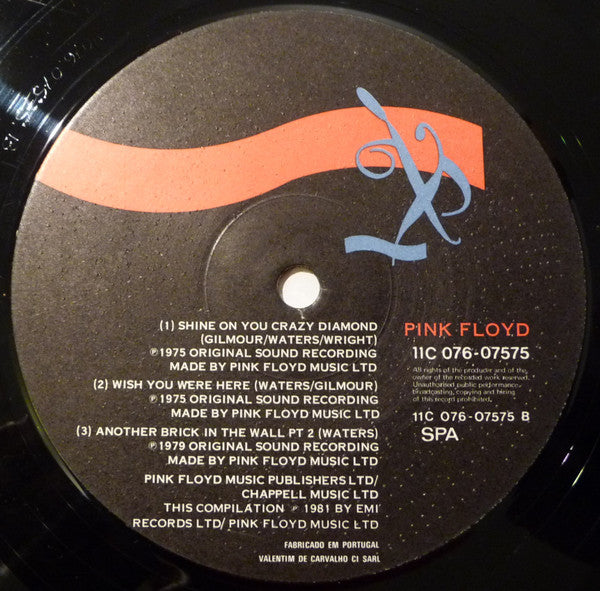 (1) SHINE ON YOU CRAZY DIAMOND
(GILMOUR/WATERS/WRIGHT)
℗1975 ORIGINAL SOUND RECORDING
MADE BY PINK FLOYD MUSIC LTD
(2) WISH YOU WERE HERE (WATERS/GILMOUR)
℗1975 ORIGINAL SOUND RECORDING
MADE BY PINK FLOYD MUSIC LTD
(3) ANOTHER BRICK IN THE WALL PT 2 (WATERS)
℗1979 ORIGINAL SOUND RECORDING
MADE BY PINK FLOYD MUSIC LTD
PINK FLOYD MUSIC PUBLISHERS LTD/
CHAPPELL MUSIC LTD
THIS COMPILATION ℗1981 BY EMI
RECORDS LTD/ PINK FLOYD MUSIC LTD
FABRICADO EM PORTUGAL
VALENTIM DE CARVALHO CI SARL
PINK FLOYD
11C 076-07575
All rights of the producer and of the
owner of the recorded work reserved.
Unauthorised public performance,
Broadcasting, copying and hiring
of this record prohibited.
11C 076-07575 B
SPA